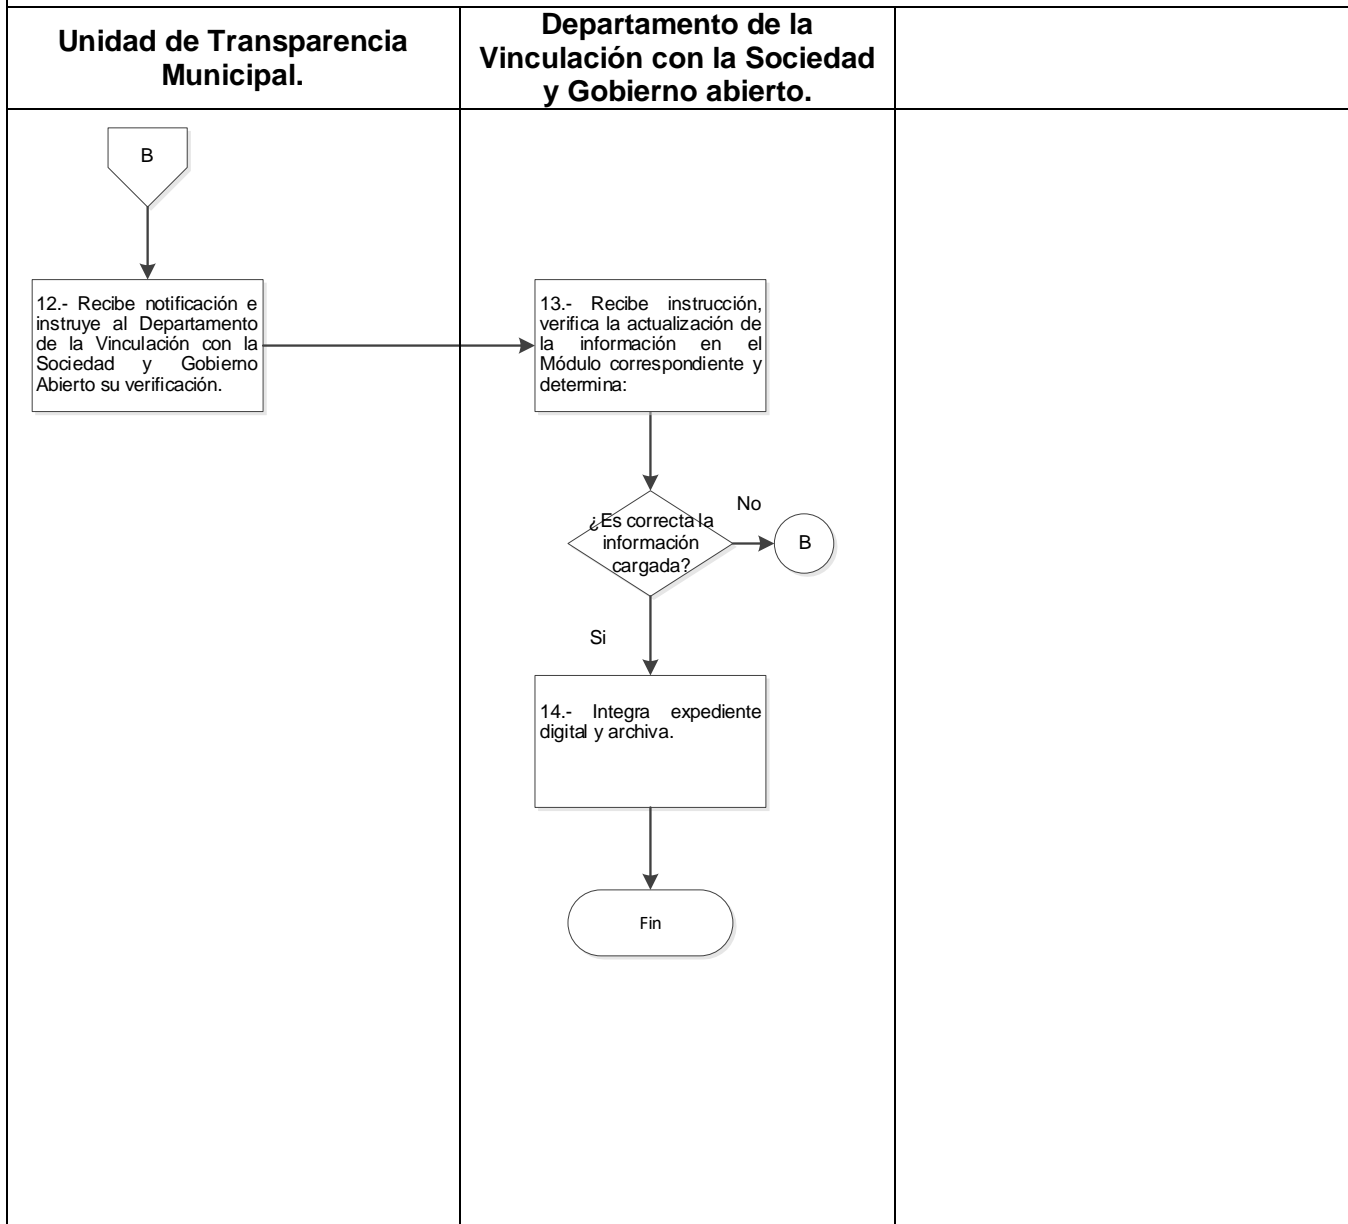 Unidad de Transparencia
Municipal.
Departamento de la
Vinculación con la Sociedad
y Gobierno abierto.
B
12.- Recibe notificación e
instruye al Departamento
de la Vinculación con la
Sociedad y Gobierno
Abierto su verificación.
13.- Recibe instrucción,
verifica la actualización de
la información en el
Módulo correspondiente y
determina:
¿Es correcta la
información
cargada?
No
B
Si
14.- Integra expediente
digital y archiva.
Fin